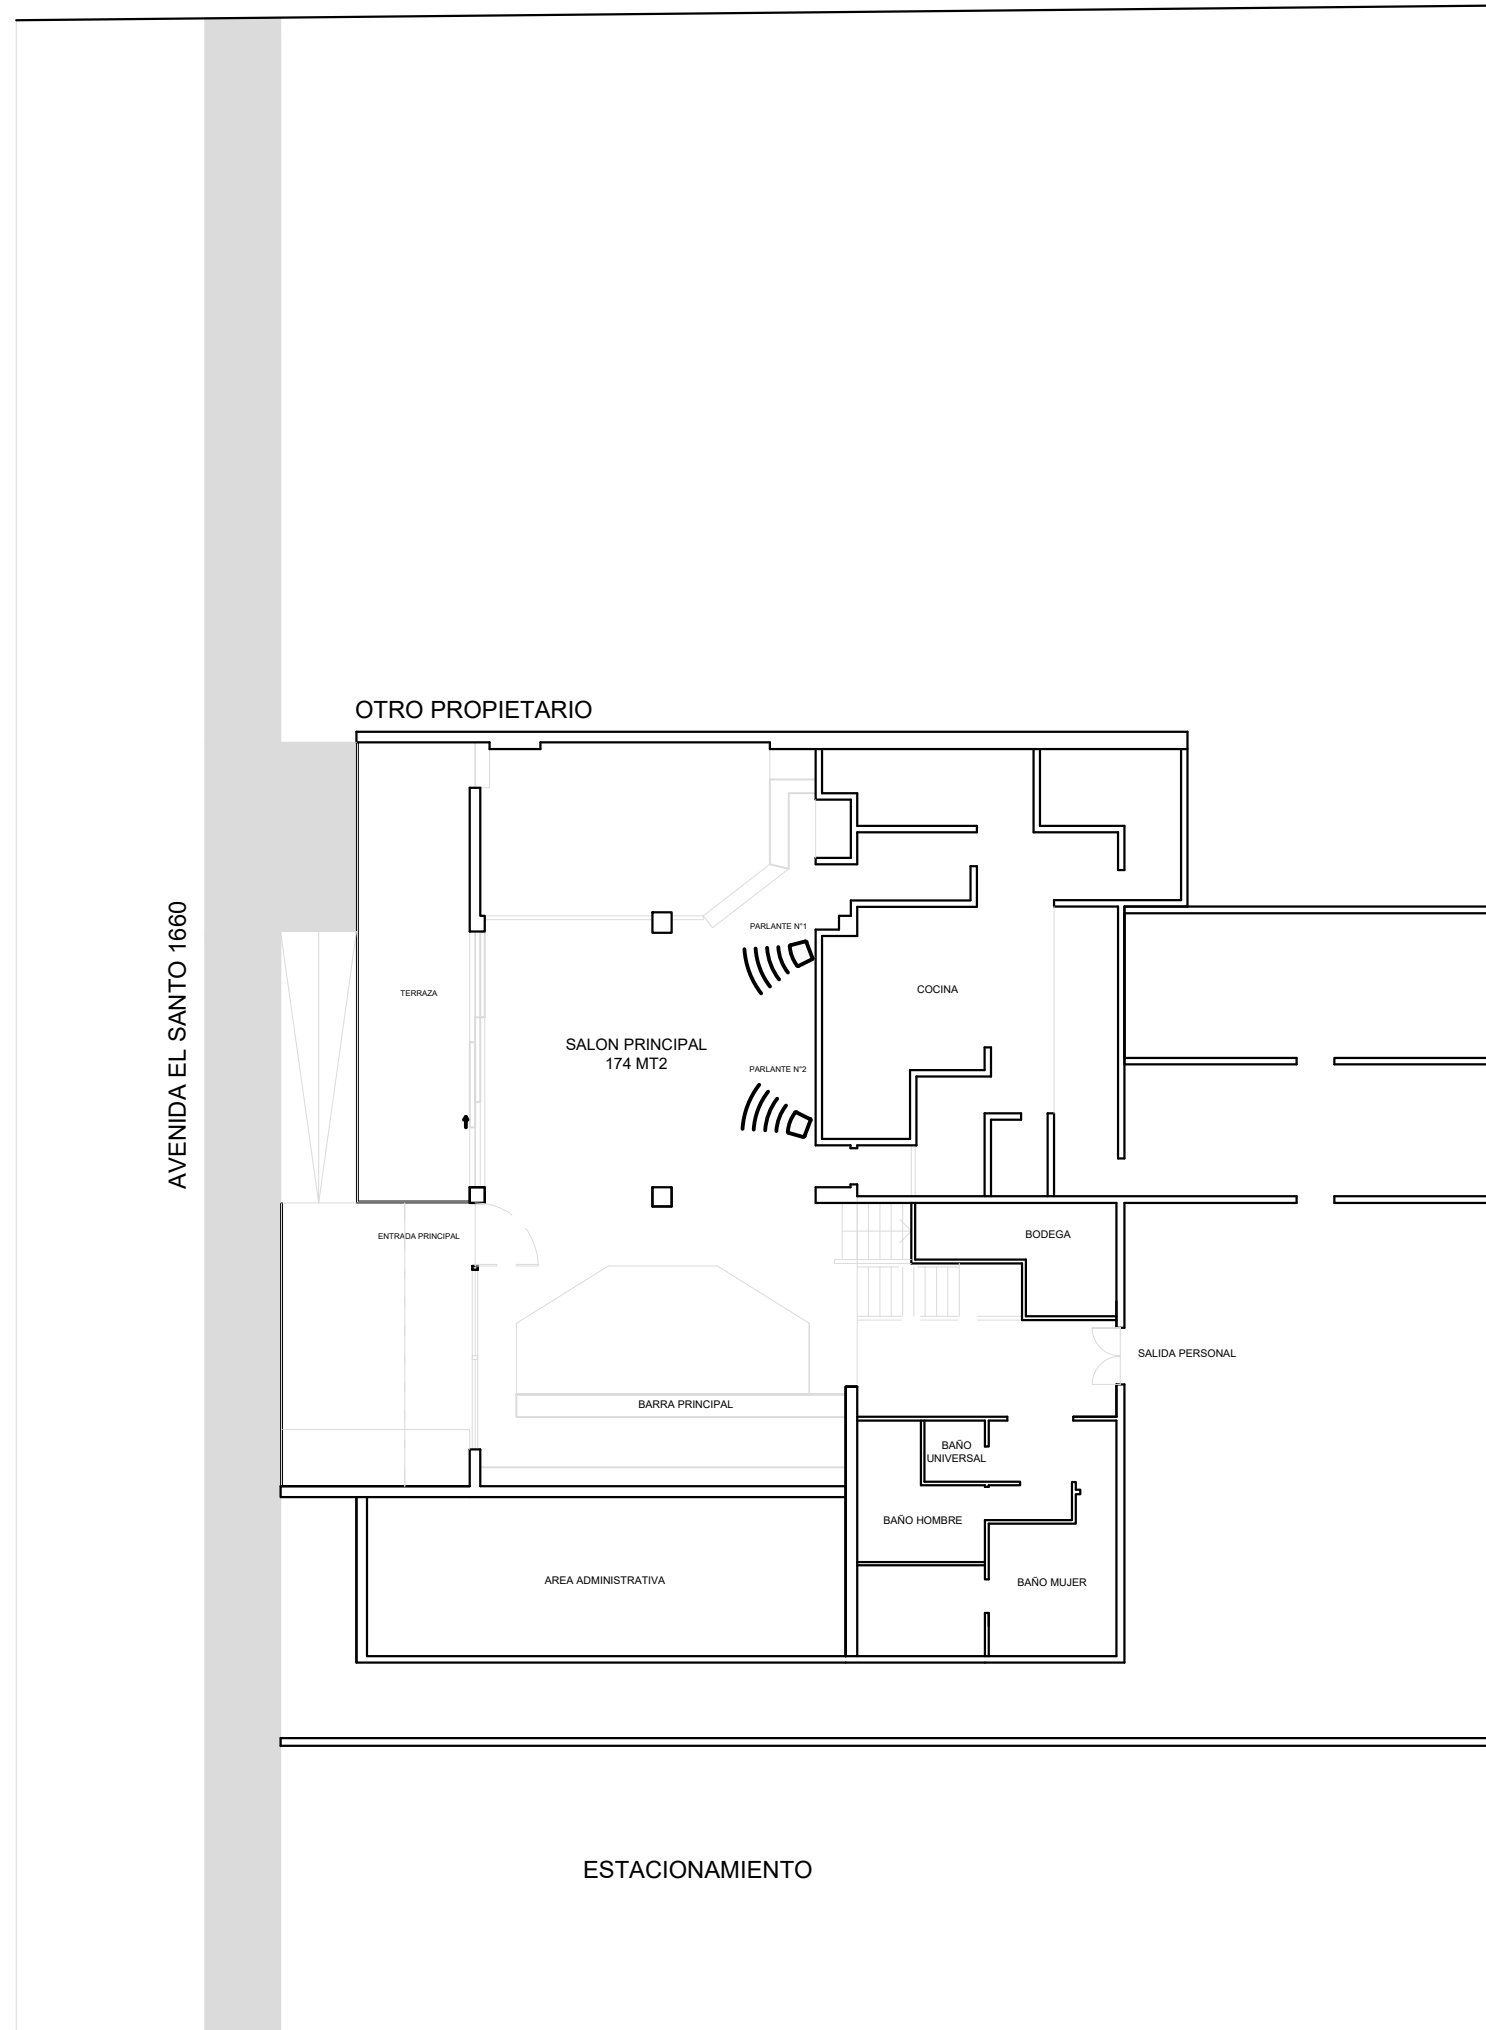 OTRO PROPIETARIO
AVENIDA EL SANTO 1660
PARLANTE N°1
TERRAZA
COCINA
SALON PRINCIPAL
174 MT2
PARLANTE N°2
ENTRADA PRINCIPAL
BODEGA
SALIDA PERSONAL
BARRA PRINCIPAL
BAÑO
UNIVERSAL
BAÑO HOMBRE
AREA ADMINISTRATIVA
BAÑO MUJER
ESTACIONAMIENTO